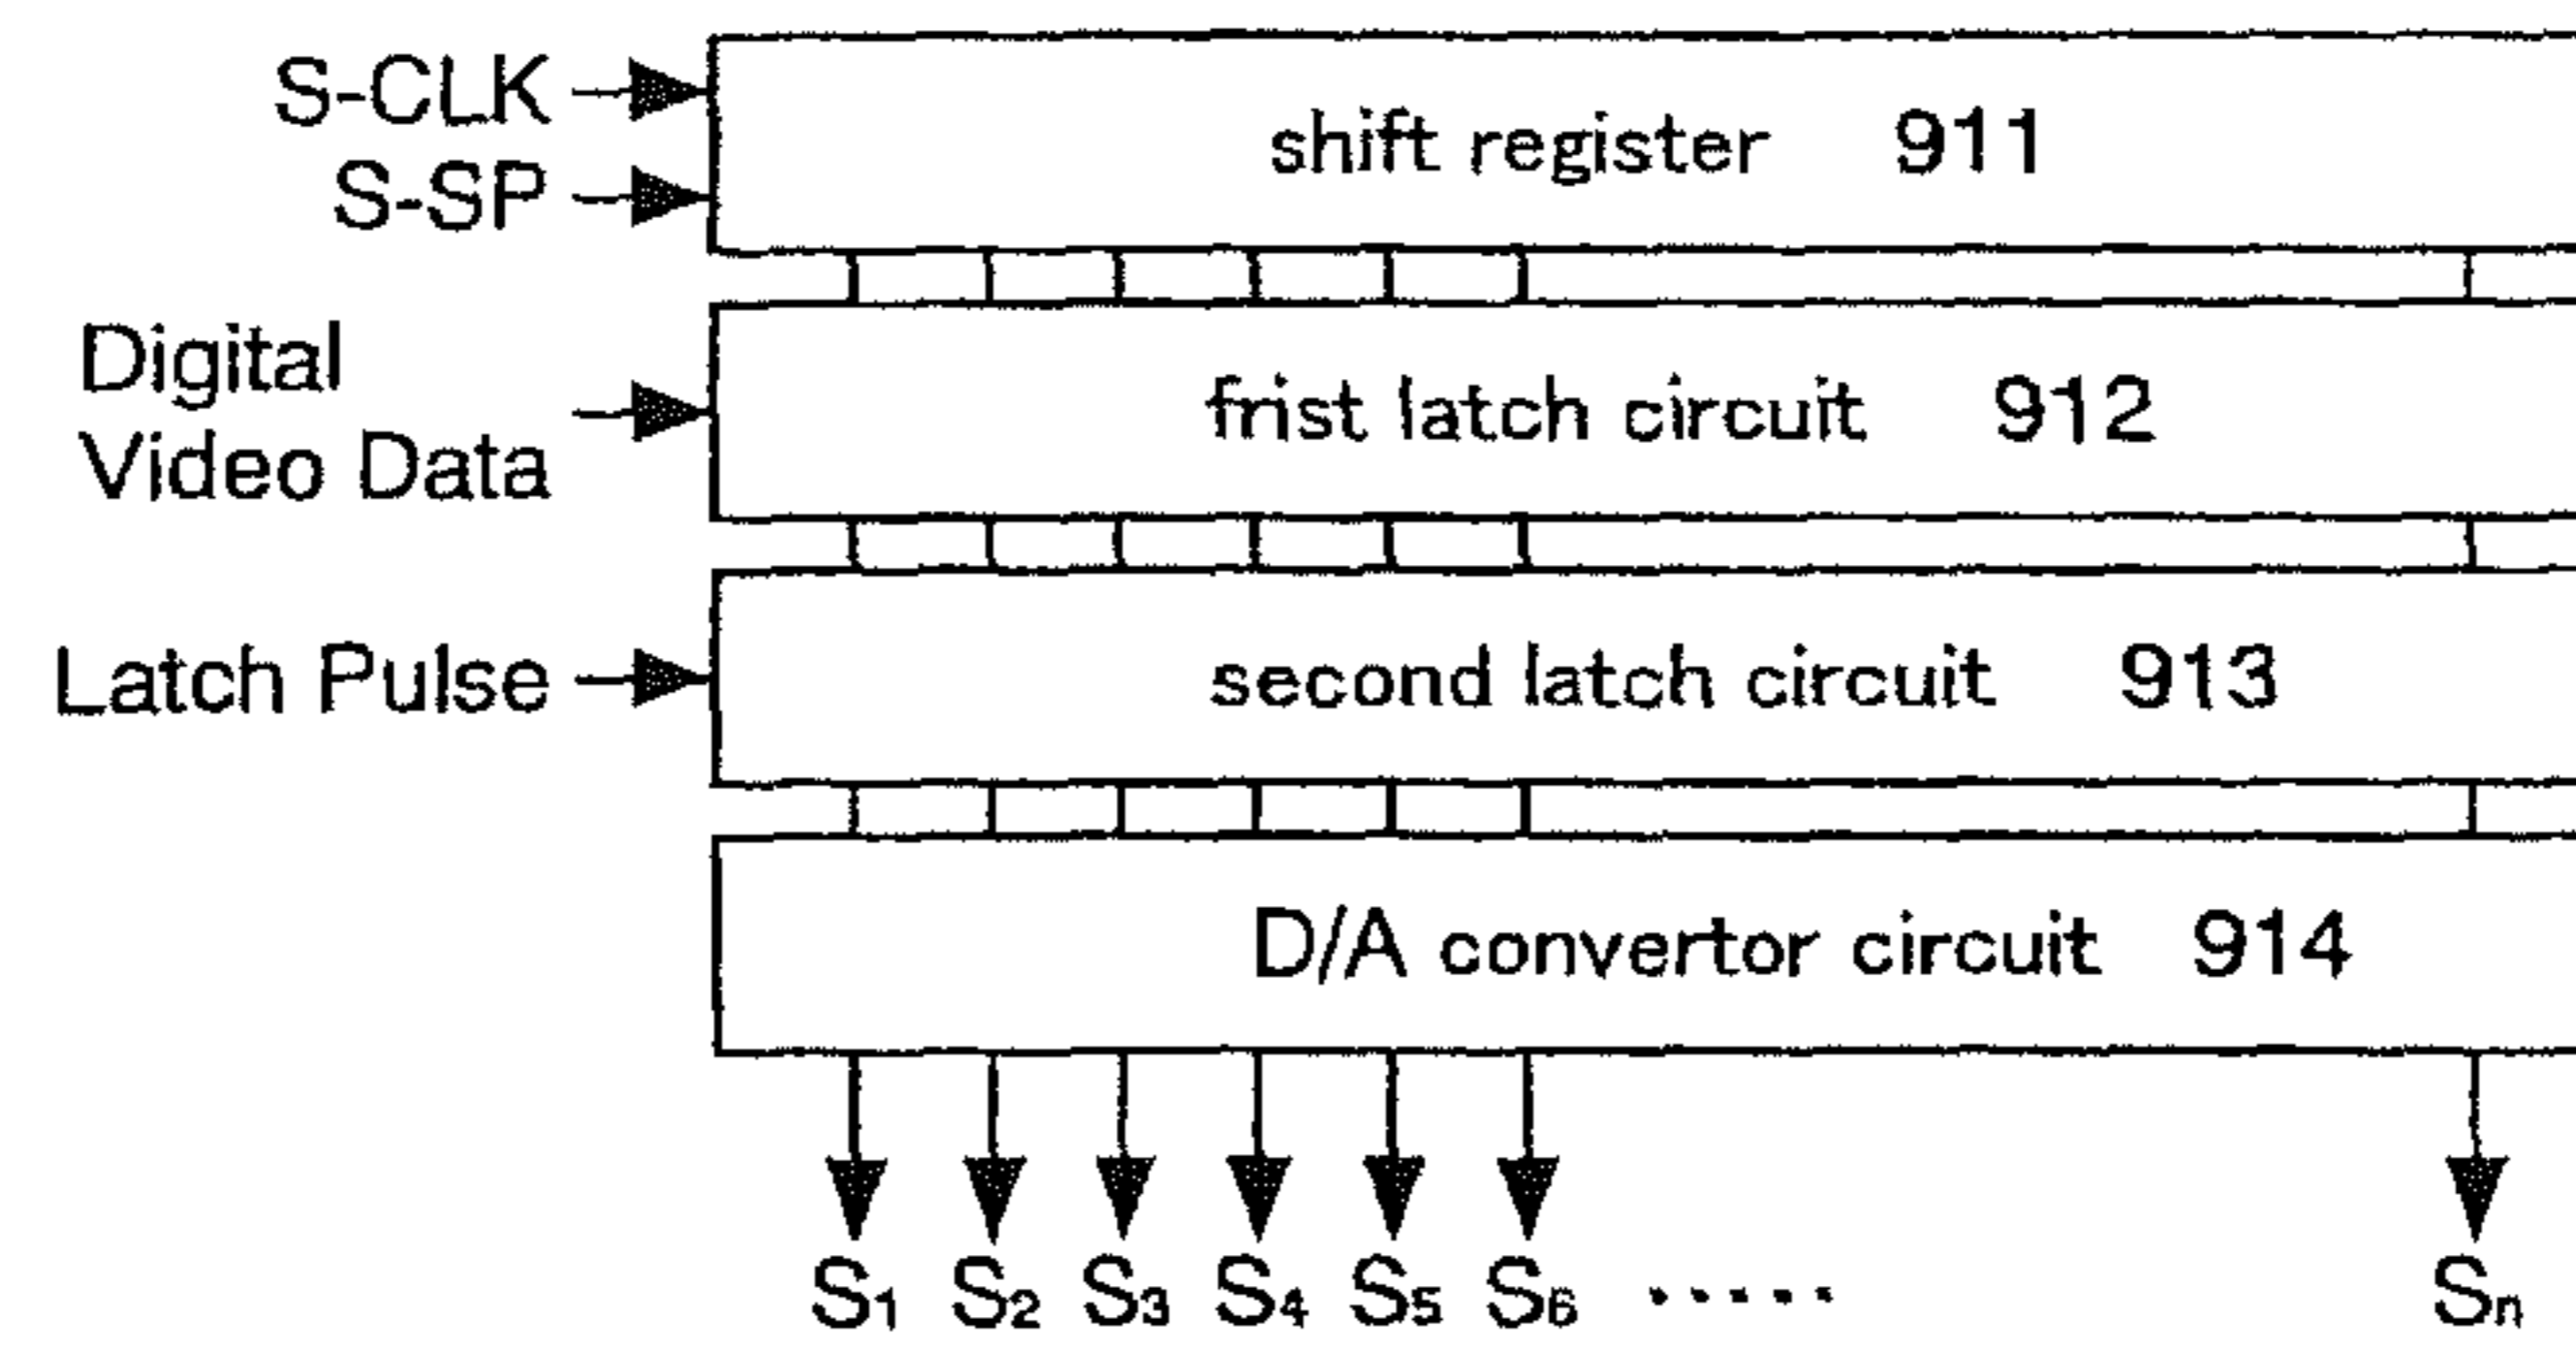 S-CLK
S-SP
shift register 911
Digital
Video Data
frist latch circuit 912
Latch Pulse
second latch circuit 913
D/A convertor circuit 914
S1 S2 S3 S4 S5 S6 ····· Sn